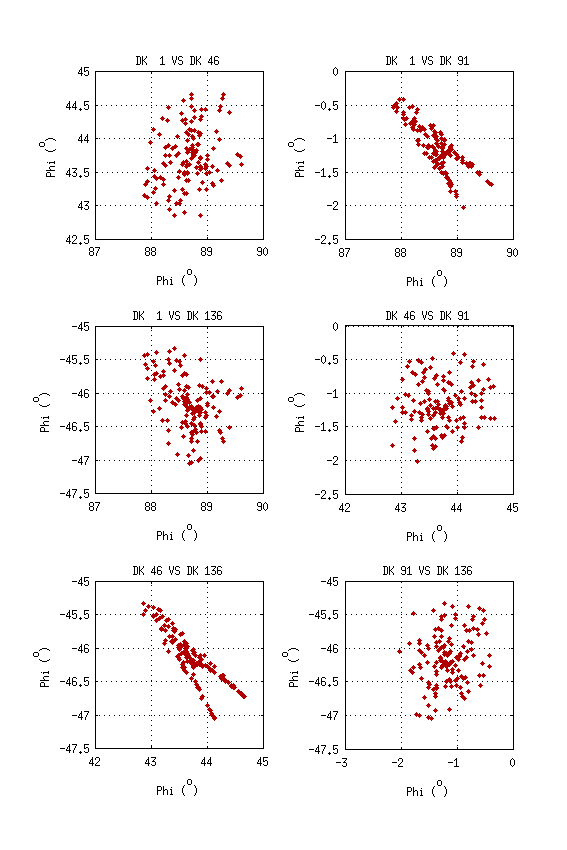 DK 1 VS DK 46
45
44.5
44
43.5
43
42.5
Phi (°)
87 88 89 90
Phi (°)
DK 1 VS DK 91
0
-0.5
-1
-1.5
-2
-2.5
Phi (°)
87 88 89 90
Phi (°)
DK 1 VS DK 136
-45
-45.5
-46
-46.5
-47
-47.5
Phi (°)
87 88 89 90
Phi (°)
DK 46 VS DK 91
0
-0.5
-1
-1.5
-2
-2.5
Phi (°)
42 43 44 45
Phi (°)
DK 46 VS DK 136
-45
-45.5
-46
-46.5
-47
-47.5
Phi (°)
42 43 44 45
Phi (°)
DK 91 VS DK 136
-45
-45.5
-46
-46.5
-47
-47.5
Phi (°)
-3 -2 -1 0
Phi (°)